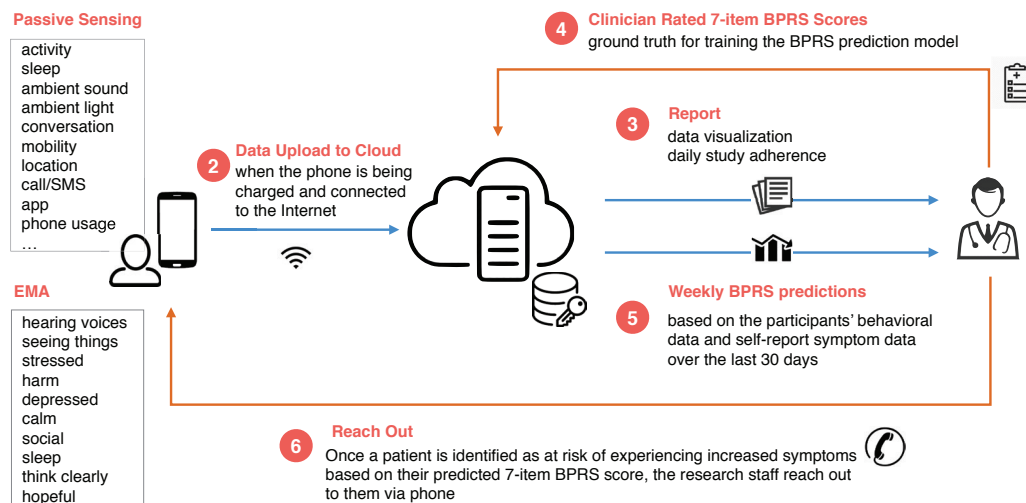 Passive Sensing
activity
sleep
ambient sound
ambient light
conversation
mobility
location
call/SMS
app
phone usage
...
EMA
hearing voices
seeing things
stressed
harm
depressed
calm
social
sleep
think clearly
hopeful
2
Data Upload to Cloud
when the phone is being
charged and connected
to the Internet
4
Clinician Rated 7-item BPRS Scores
ground truth for training the BPRS prediction model
3
Report
data visualization
daily study adherence
5
Weekly BPRS predictions
based on the participants' behavioral
data and self-report symptom data
over the last 30 days
6
Reach Out
Once a patient is identified as at risk of experiencing increased symptoms
based on their predicted 7-item BPRS score, the research staff reach out
to them via phone